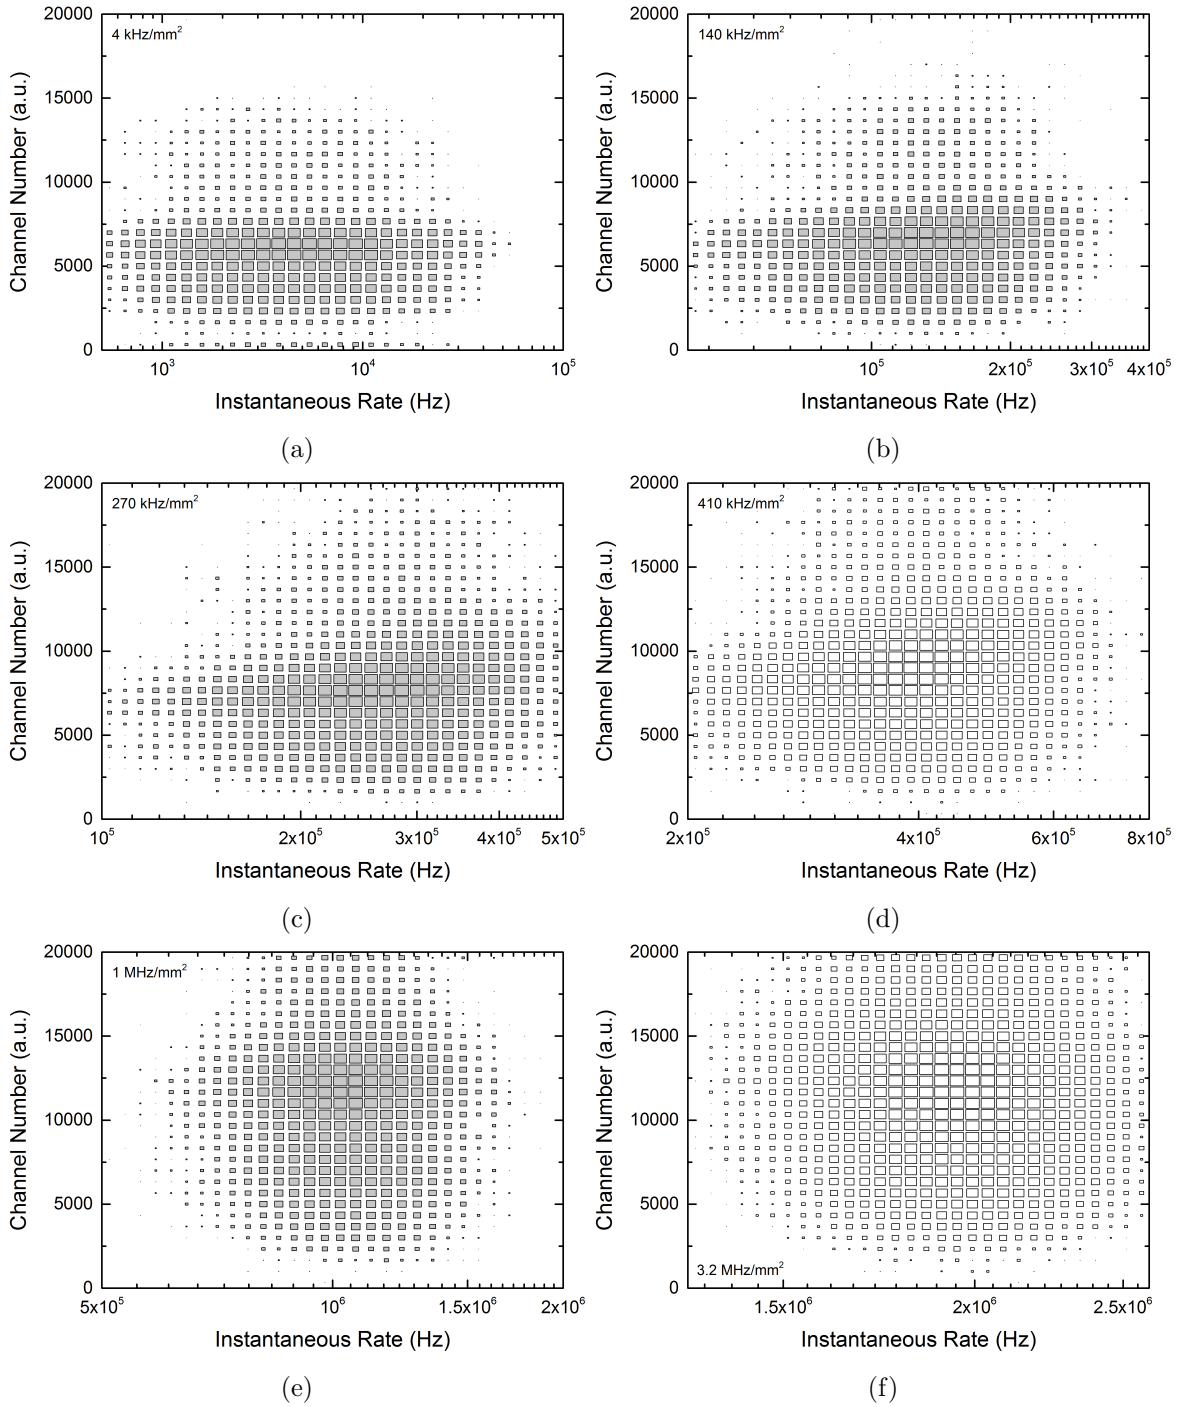 20000
15000
10000
5000
0
Channel Number (a.u.)
4 kHz/mm²
10³ 10⁴ 10⁵
Instantaneous Rate (Hz)
(a)
20000
15000
10000
5000
0
Channel Number (a.u.)
140 kHz/mm²
10⁵ 2x10⁵ 3x10⁵ 4x10⁵
Instantaneous Rate (Hz)
(b)
20000
15000
10000
5000
0
Channel Number (a.u.)
270 kHz/mm²
10⁵ 2x10⁵ 3x10⁵ 5x10⁵
Instantaneous Rate (Hz)
(c)
20000
15000
10000
5000
0
Channel Number (a.u.)
410 kHz/mm²
2x10⁵ 4x10⁵ 6x10⁵ 8x10⁵
Instantaneous Rate (Hz)
(d)
20000
15000
10000
5000
0
Channel Number (a.u.)
1 MHz/mm²
5x10⁵ 10⁶ 1.5x10⁶ 2x10⁶
Instantaneous Rate (Hz)
(e)
20000
15000
10000
5000
0
Channel Number (a.u.)
3.2 MHz/mm²
1.5x10⁶ 2x10⁶ 2.5x10⁶
Instantaneous Rate (Hz)
(f)